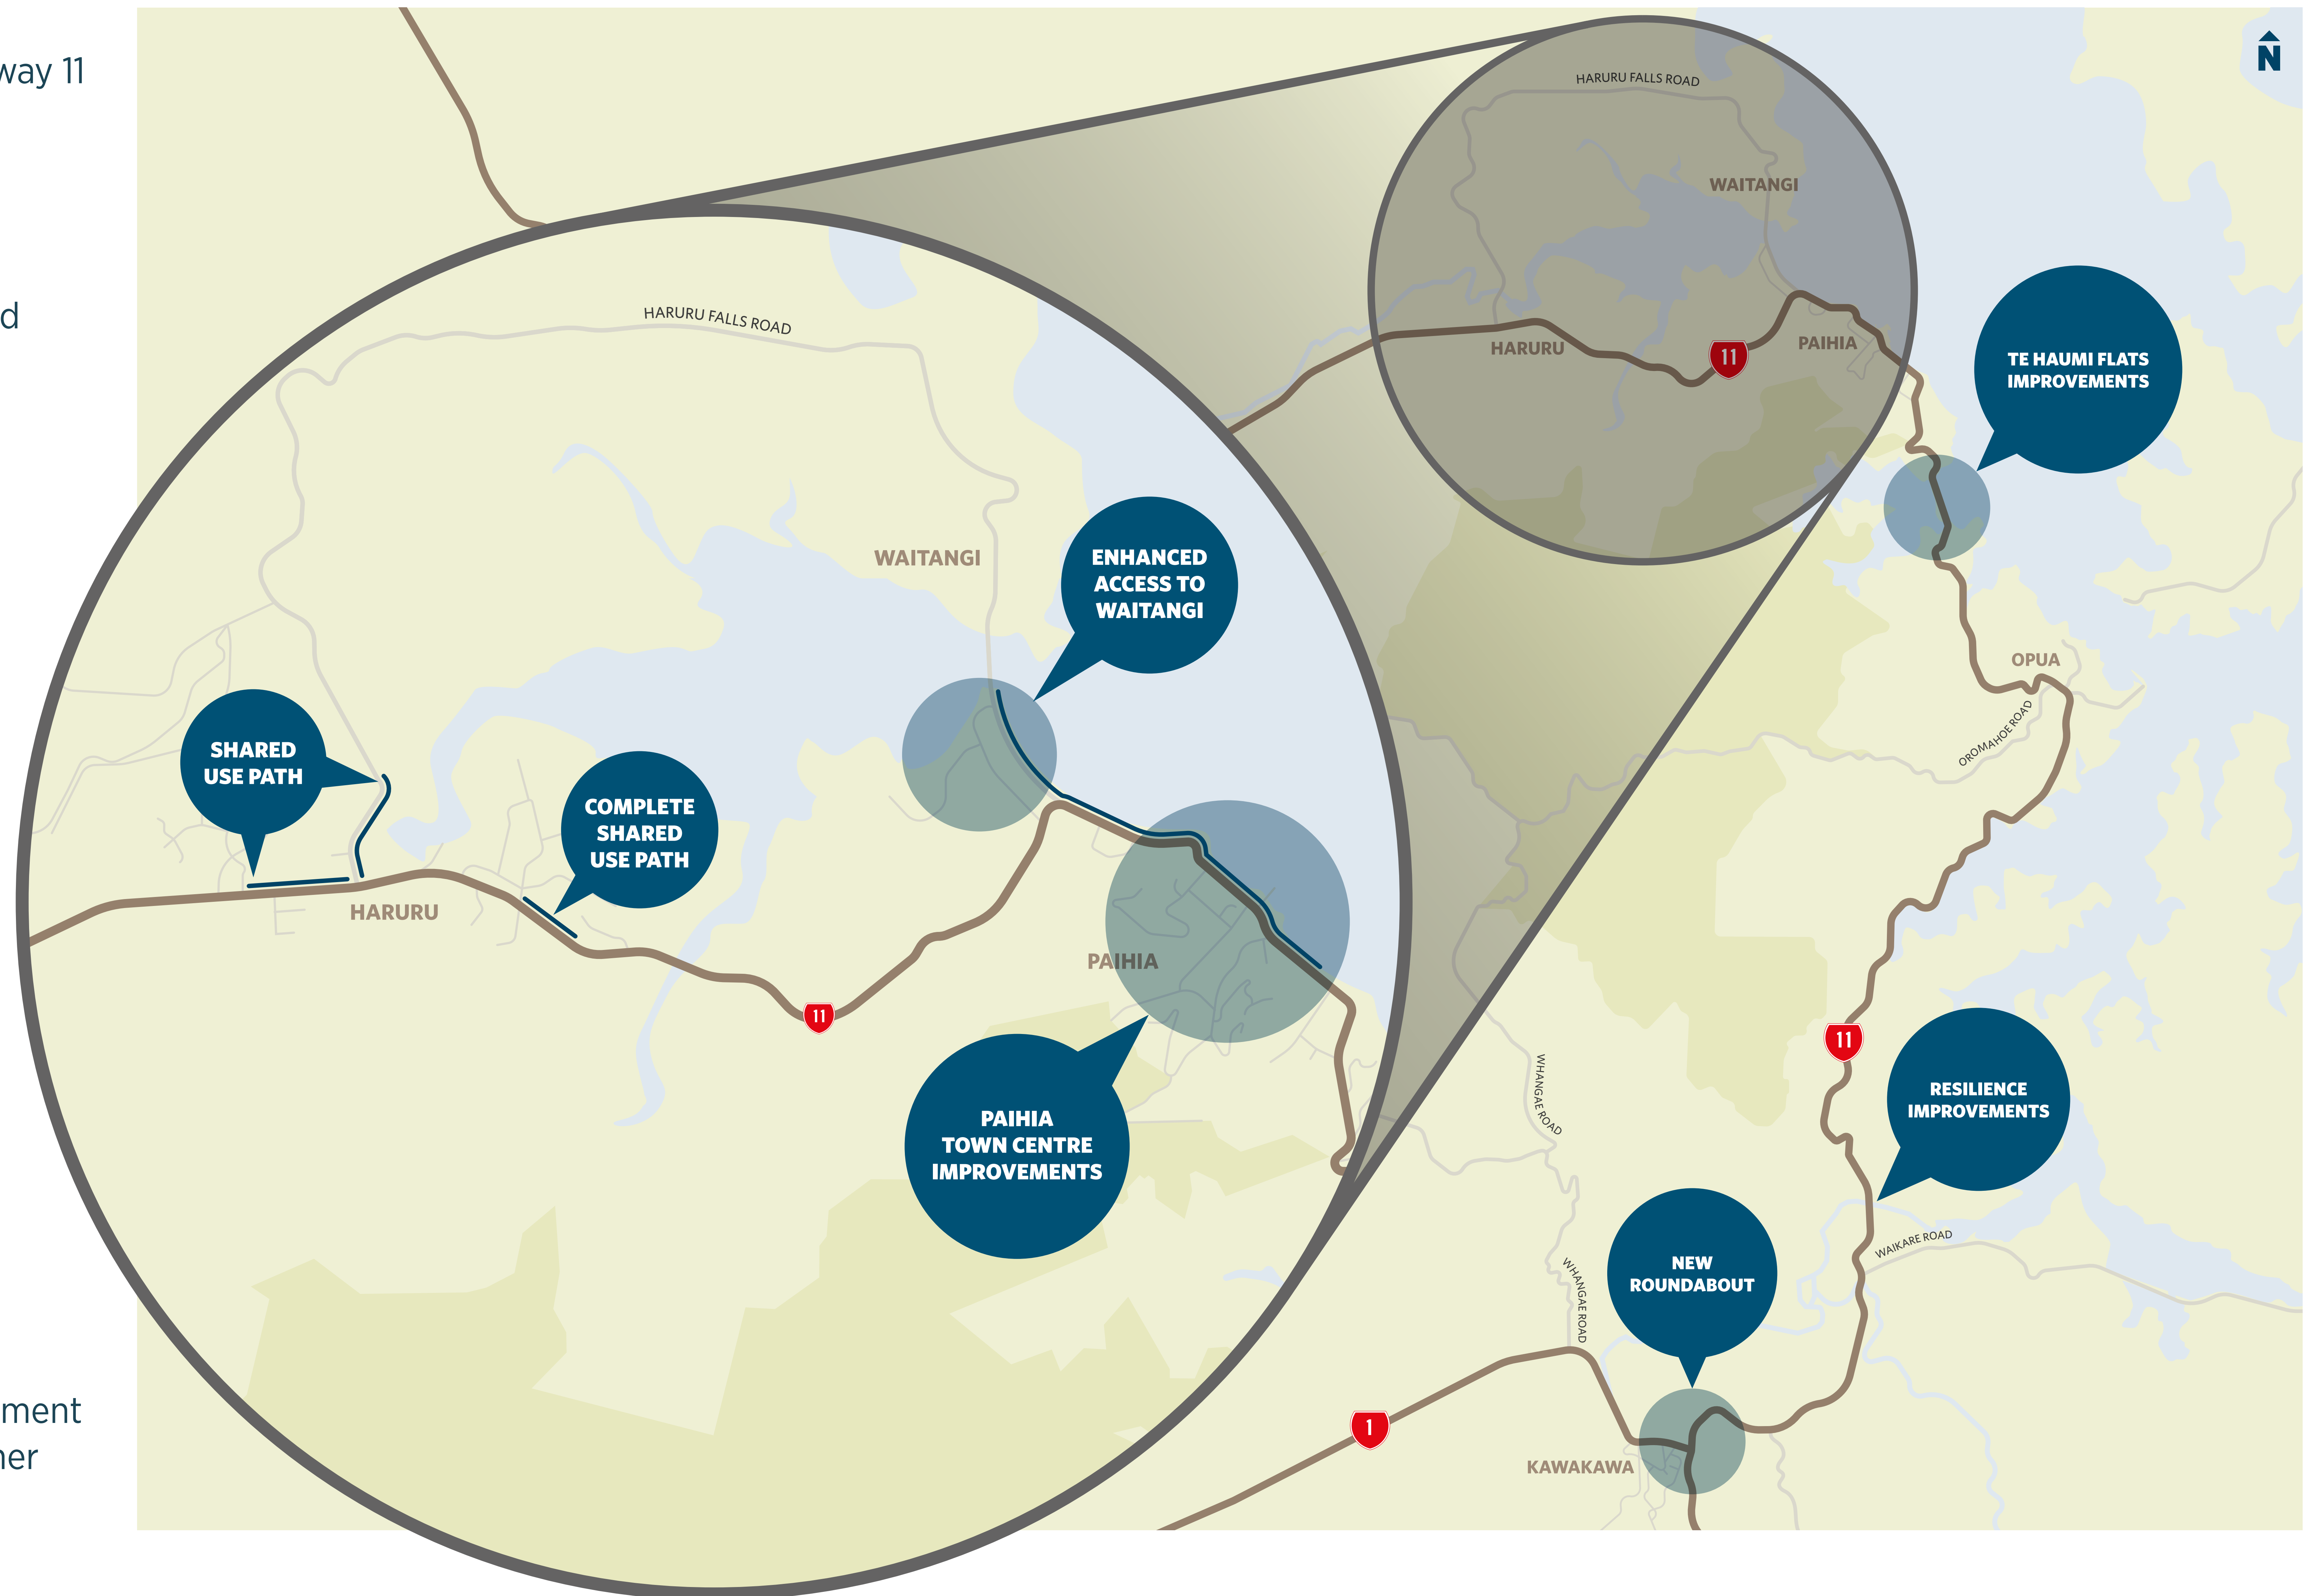 way 11
d
ment
ner
N
HARURU FALLS ROAD
WAITANGI
HARURU
11
PAIHIA
TE HAUMI FLATS
IMPROVEMENTS
OPUA
OROMAHOE ROAD
11
RESILIENCE
IMPROVEMENTS
WAIKARE ROAD
WHANGAE ROAD
WHANGAE ROAD
NEW
ROUNDABOUT
1
KAWAKAWA
HARURU FALLS ROAD
WAITANGI
ENHANCED
ACCESS TO
WAITANGI
SHARED
USE PATH
COMPLETE
SHARED
USE PATH
HARURU
PAIHIA
11
PAIHIA
TOWN CENTRE
IMPROVEMENTS